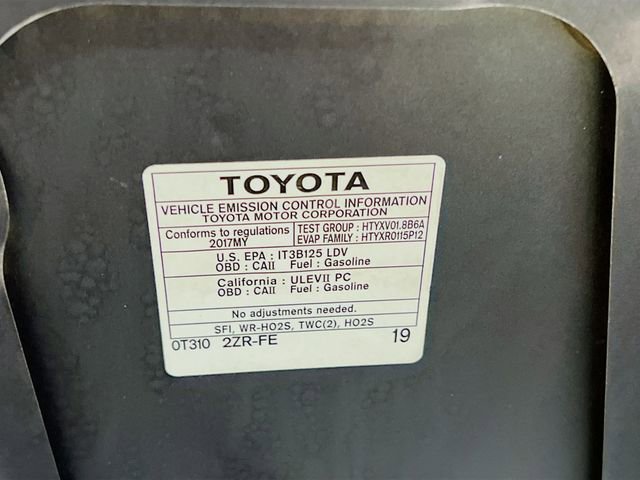 TOYOTA
VEHICLE EMISSION CONTROL INFORMATION
TOYOTA MOTOR CORPORATION
Conforms to regulations
2017MY
TEST GROUP : HTYXV01.8B6A
EVAP FAMILY : HTYXR0115P12
U.S. EPA : IT3B125 LDV
OBD : CAII Fuel : Gasoline
California : ULEVII PC
OBD : CAII Fuel : Gasoline
No adjustments needed.
SFI, WR-HO2S, TWC(2), HO2S
0T310 2ZR-FE 19